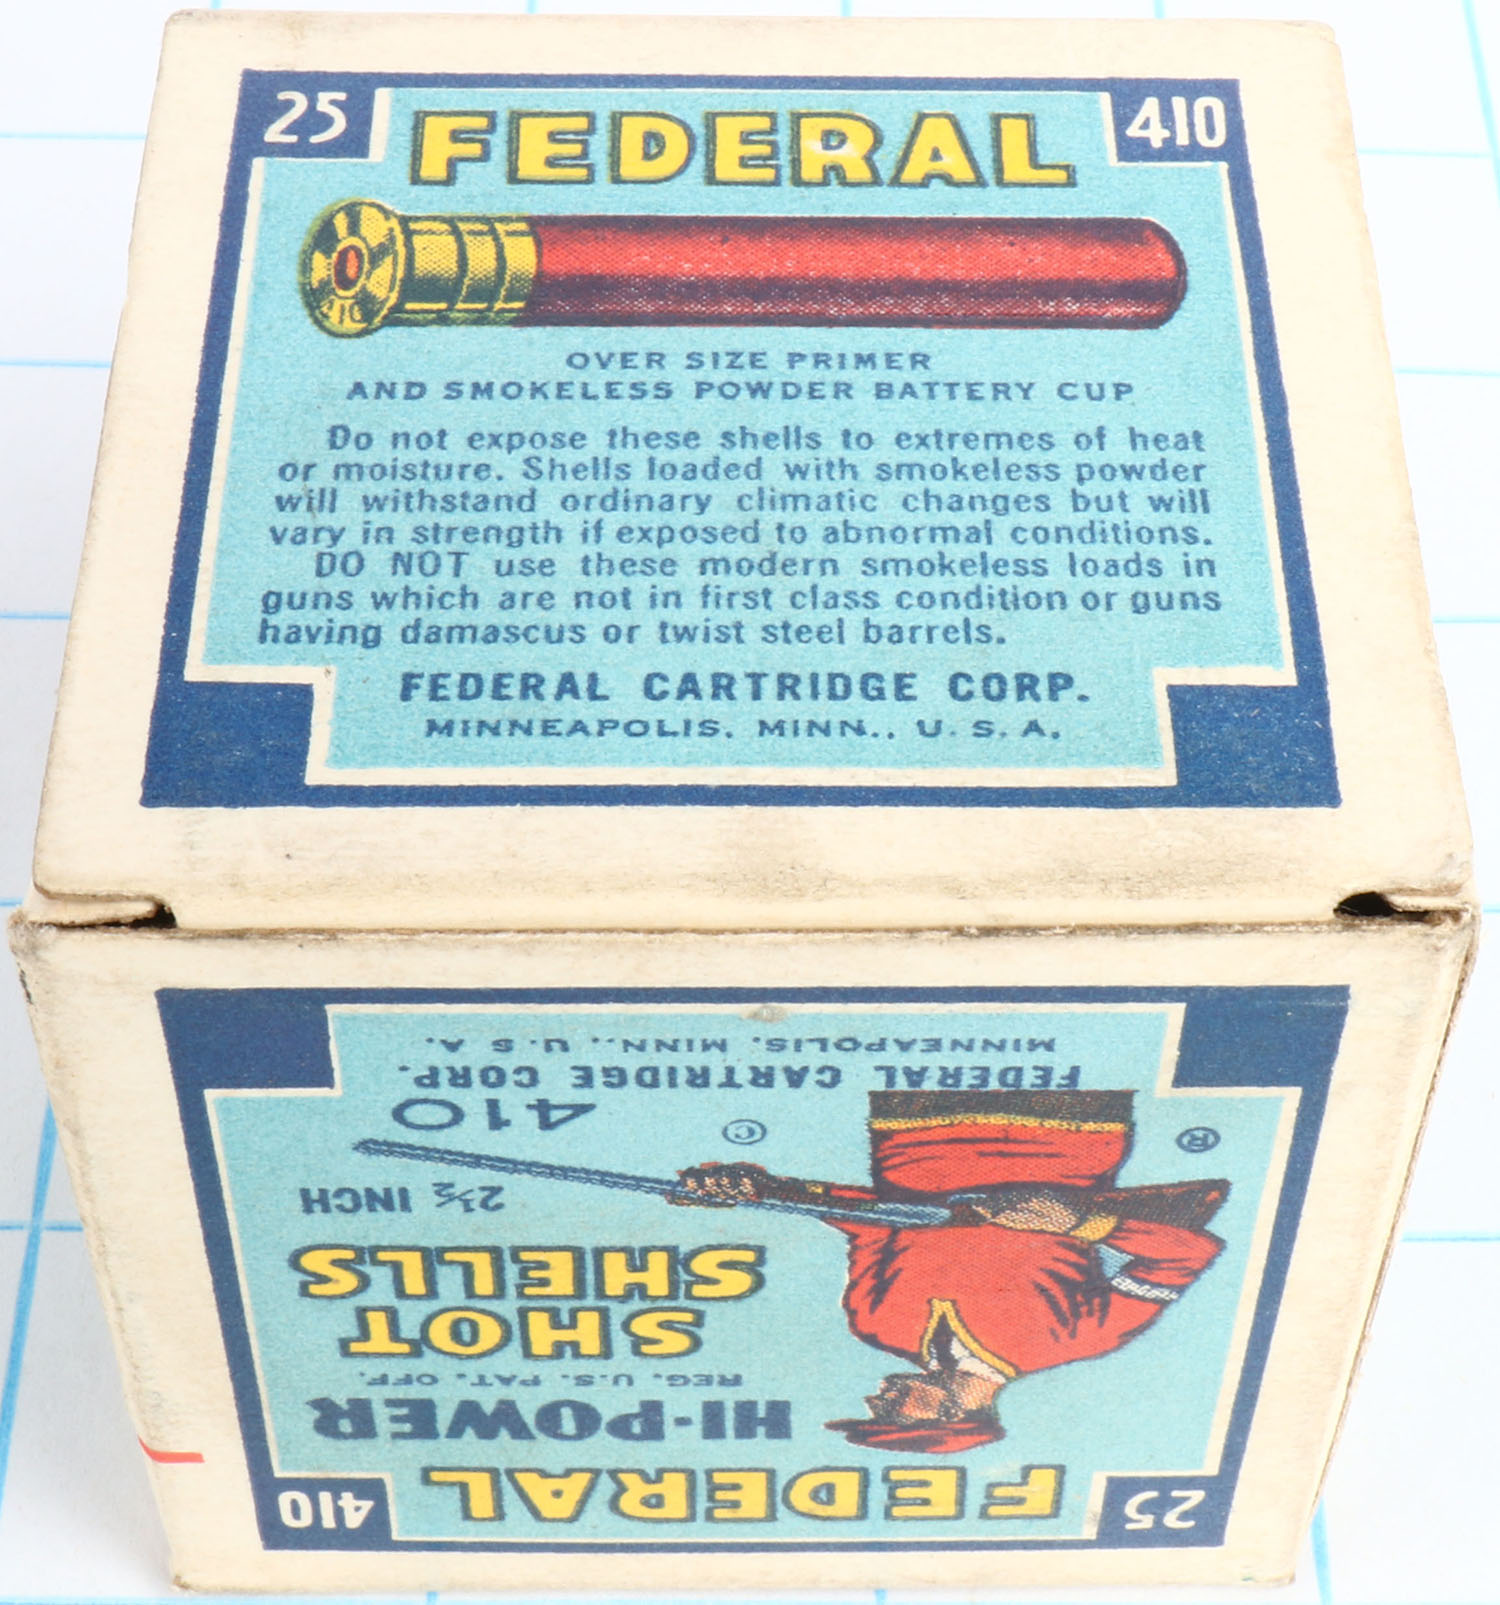 25 FEDERAL 410
410
OVER SIZE PRIMER
AND SMOKELESS POWDER BATTERY CUP
Do not expose these shells to extremes of heat
or moisture. Shells loaded with smokeless powder
will withstand ordinary climatic changes but will
vary in strength if exposed to abnormal conditions.
DO NOT use these modern smokeless loads in
guns which are not in first class condition or guns
having damascus or twist steel barrels.
FEDERAL CARTRIDGE CORP.
MINNEAPOLIS, MINN., U. S. A.
25 FEDERAL 410
HI-POWER
REG. U.S. PAT. OFF.
SHOT
SHELLS
2½ INCH
410
® ©
FEDERAL CARTRIDGE CORP.
MINNEAPOLIS, MINN., U. S. A.